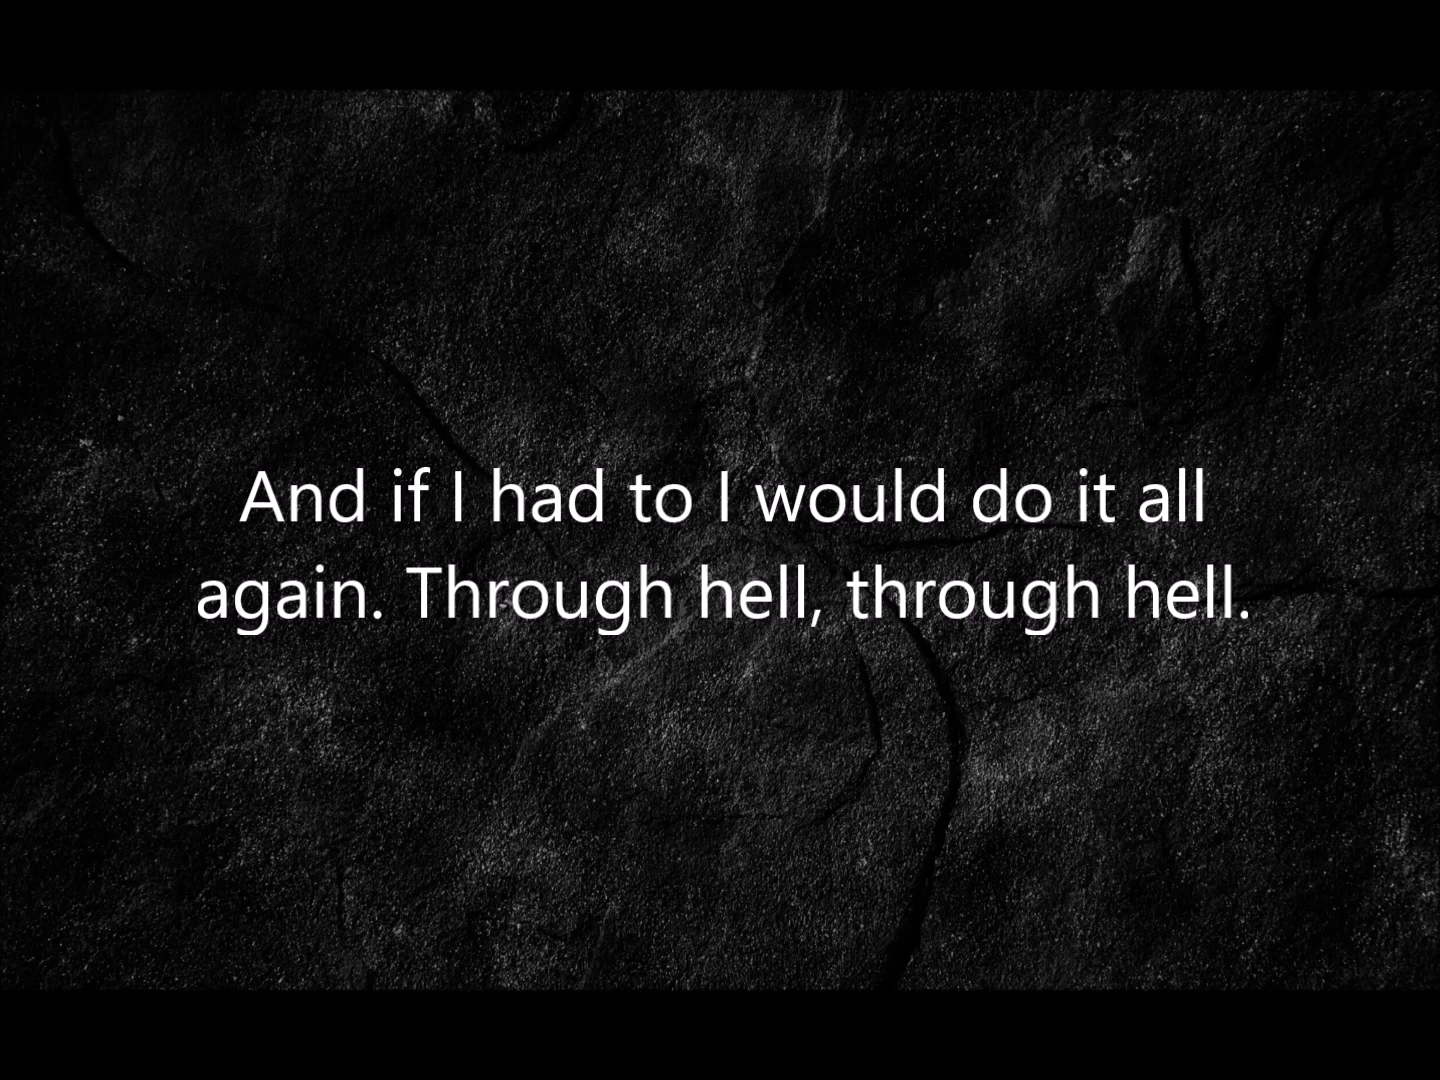 And if I had to I would do it all
again. Through hell, through hell.